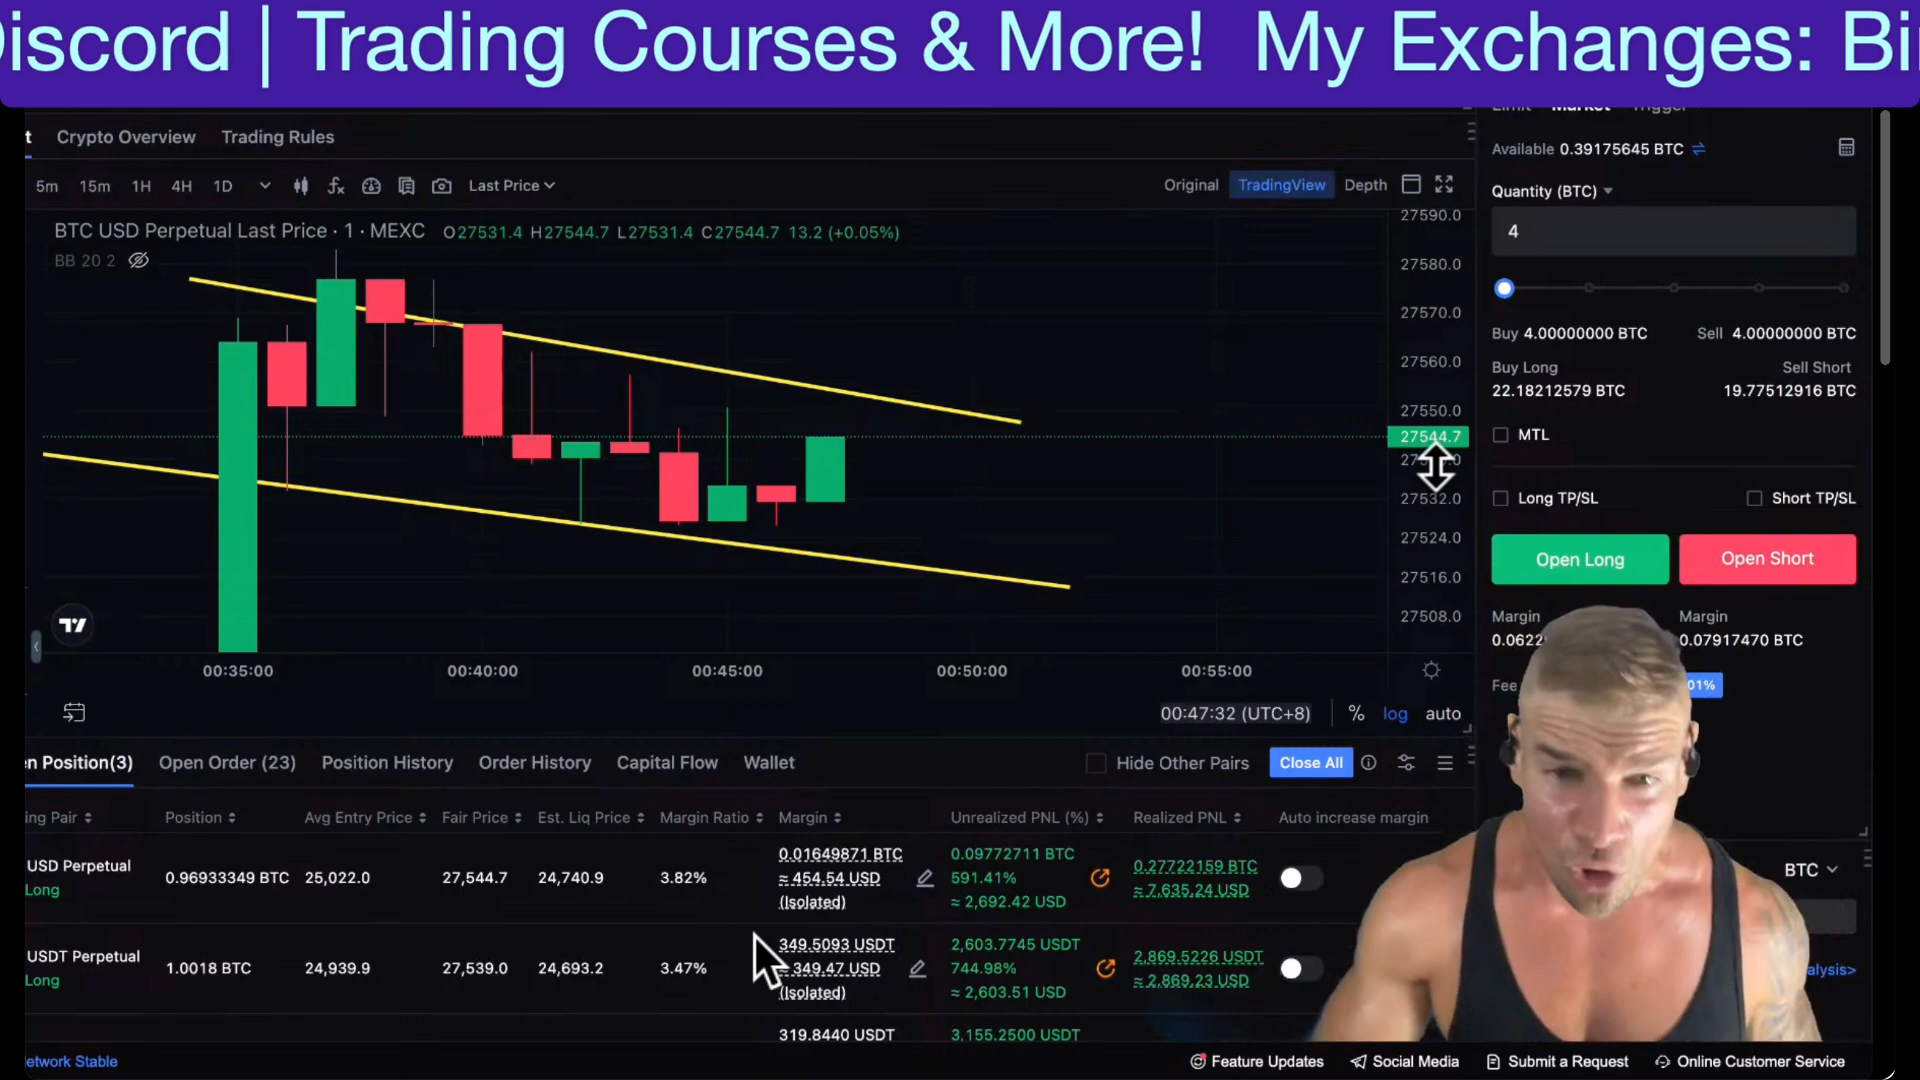 Discord | Trading Courses & More! My Exchanges: Bi
Limit Market Trigger
t Crypto Overview Trading Rules
Available 0.39175645 BTC
5m 15m 1H 4H 1D Last Price Original TradingView Depth
Quantity (BTC)
4
BTC USD Perpetual Last Price · 1 · MEXC O27531.4 H27544.7 L27531.4 C27544.7 13.2 (+0.05%)
BB 20 2
27590.0
27580.0
27570.0
27560.0
27550.0
27544.7
27532.0
27524.0
27516.0
27508.0
Buy 4.00000000 BTC Sell 4.00000000 BTC
Buy Long Sell Short
22.18212579 BTC 19.77512916 BTC
MTL
Long TP/SL Short TP/SL
Open Long Open Short
Margin Margin
0.0622 0.07917470 BTC
Fee 01%
00:35:00 00:40:00 00:45:00 00:50:00 00:55:00
00:47:32 (UTC+8) % log auto
en Position(3) Open Order (23) Position History Order History Capital Flow Wallet Hide Other Pairs Close All
ing Pair Position Avg Entry Price Fair Price Est. Liq Price Margin Ratio Margin Unrealized PNL (%) Realized PNL Auto increase margin
0.01649871 BTC 0.09772711 BTC
USD Perpetual 0.27722159 BTC
0.96933349 BTC 25,022.0 27,544.7 24,740.9 3.82% ≈ 454.54 USD 591.41%
Long ≈ 7,635.24 USD
(Isolated) ≈ 2,692.42 USD
BTC
349.5093 USDT 2,603.7745 USDT
USDT Perpetual 2,869.5226 USDT
1.0018 BTC 24,939.9 27,539.0 24,693.2 3.47% ≈ 349.47 USD 744.98%
alysis>
Long ≈ 2,869.23 USD
(Isolated) ≈ 2,603.51 USD
319.8440 USDT 3,155.2500 USDT
etwork Stable Feature Updates Social Media Submit a Request Online Customer Service